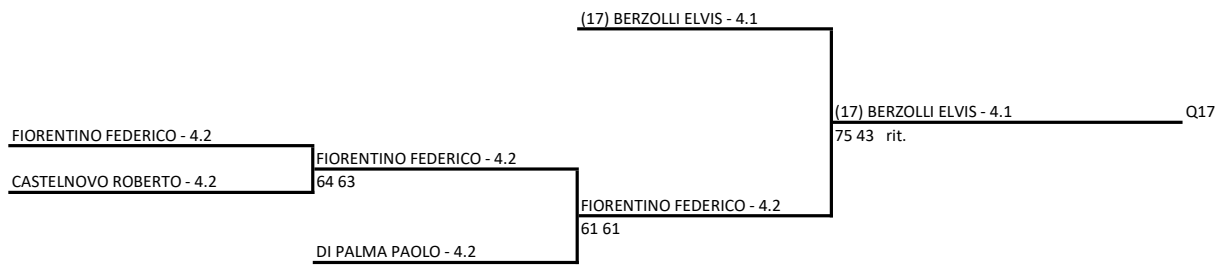 (17) BERZOLLI ELVIS - 4.1
(17) BERZOLLI ELVIS - 4.1
Q17
75 43 rit.
FIORENTINO FEDERICO - 4.2
FIORENTINO FEDERICO - 4.2
CASTELNOVO ROBERTO - 4.2
64 63
FIORENTINO FEDERICO - 4.2
61 61
DI PALMA PAOLO - 4.2